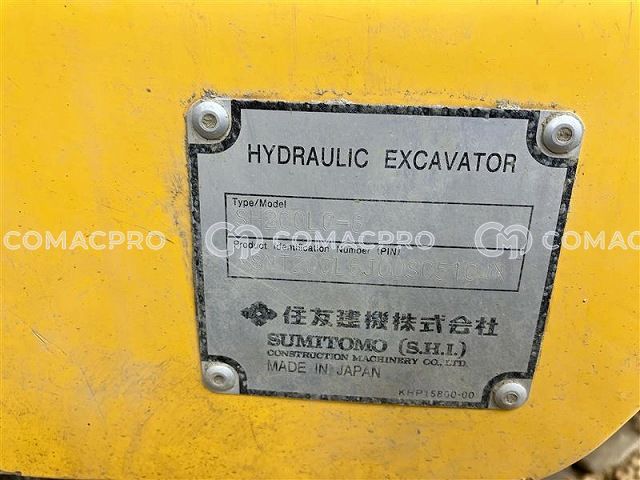 HYDRAULIC EXCAVATOR
Type/Model
SH200LC-6
COMACPRO COMACPRO COMACPRO
Product Identification Number (PIN)
住友建機株式会社
SUMITOMO (S.H.I.)
CONSTRUCTION MACHINERY CO., LTD.
MADE IN JAPAN
KHP15800-00